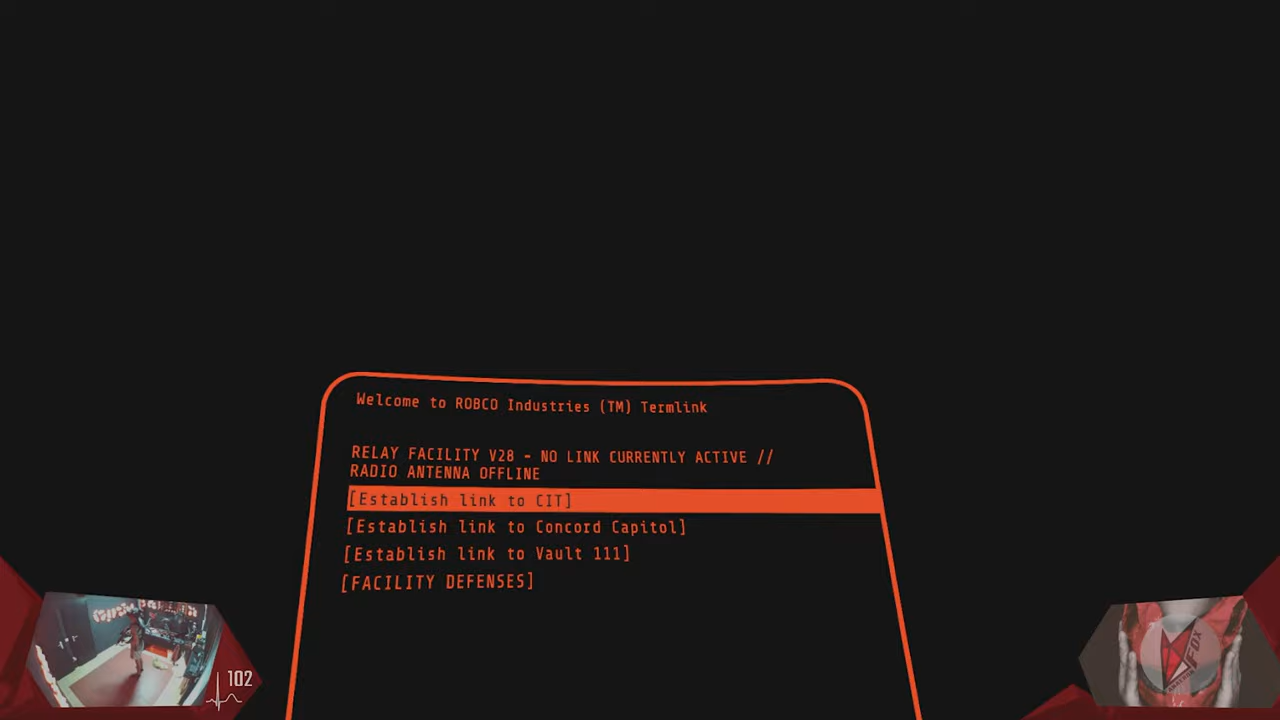 Welcome to ROBCO Industries (TM) Termlink
RELAY FACILITY V28 - NO LINK CURRENTLY ACTIVE //
RADIO ANTENNA OFFLINE
[Establish link to CIT]
[Establish link to Concord Capitol]
[Establish link to Vault 111]
[FACILITY DEFENSES]
102
FOX